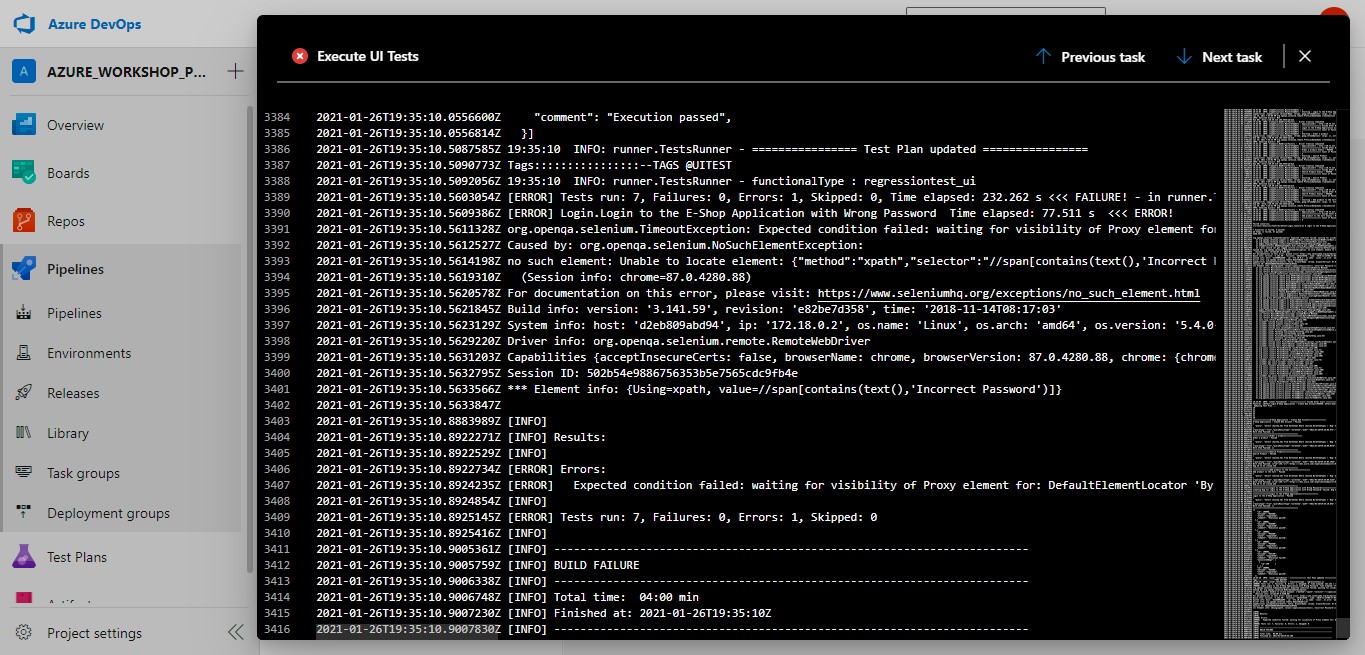 Azure DevOps
A
AZURE_WORKSHOP_P...
Overview
Boards
Repos
Pipelines
Pipelines
Environments
Releases
Library
Task groups
Deployment groups
Test Plans
Project settings
Execute UI Tests
Previous task
Next task
3384 2021-01-26T19:35:10.0556600Z "comment": "Execution passed",
3385 2021-01-26T19:35:10.0556814Z }]
3386 2021-01-26T19:35:10.5087585Z 19:35:10 INFO: runner.TestsRunner - ================ Test Plan updated ================
3387 2021-01-26T19:35:10.5090773Z Tags:::::::::::::::::--TAGS @UITEST
3388 2021-01-26T19:35:10.5092056Z 19:35:10 INFO: runner.TestsRunner - functionalType : regressiontest_ui
3389 2021-01-26T19:35:10.5603054Z [ERROR] Tests run: 7, Failures: 0, Errors: 1, Skipped: 0, Time elapsed: 232.262 s <<< FAILURE! - in runner.
3390 2021-01-26T19:35:10.5609386Z [ERROR] Login.Login to the E-Shop Application with Wrong Password Time elapsed: 77.511 s <<< ERROR!
3391 2021-01-26T19:35:10.5611328Z org.openqa.selenium.TimeoutException: Expected condition failed: waiting for visibility of Proxy element fo
3392 2021-01-26T19:35:10.5612527Z Caused by: org.openqa.selenium.NoSuchElementException:
3393 2021-01-26T19:35:10.5614198Z no such element: Unable to locate element: {"method":"xpath","selector":"//span[contains(text(),'Incorrect
3394 2021-01-26T19:35:10.5619310Z (Session info: chrome=87.0.4280.88)
3395 2021-01-26T19:35:10.5620578Z For documentation on this error, please visit: https://www.seleniumhq.org/exceptions/no_such_element.html
3396 2021-01-26T19:35:10.5621845Z Build info: version: '3.141.59', revision: 'e82be7d358', time: '2018-11-14T08:17:03'
3397 2021-01-26T19:35:10.5623129Z System info: host: 'd2eb809abd94', ip: '172.18.0.2', os.name: 'Linux', os.arch: 'amd64', os.version: '5.4.0
3398 2021-01-26T19:35:10.5629220Z Driver info: org.openqa.selenium.remote.RemoteWebDriver
3399 2021-01-26T19:35:10.5631203Z Capabilities {acceptInsecureCerts: false, browserName: chrome, browserVersion: 87.0.4280.88, chrome: {chrom
3400 2021-01-26T19:35:10.5632795Z Session ID: 502b54e9886756353b5e7565cdc9fb4e
3401 2021-01-26T19:35:10.5633566Z *** Element info: {Using=xpath, value=//span[contains(text(),'Incorrect Password')]}
3402 2021-01-26T19:35:10.5633847Z
3403 2021-01-26T19:35:10.8883989Z [INFO]
3404 2021-01-26T19:35:10.8922271Z [INFO] Results:
3405 2021-01-26T19:35:10.8922529Z [INFO]
3406 2021-01-26T19:35:10.8922734Z [ERROR] Errors:
3407 2021-01-26T19:35:10.8924235Z [ERROR] Expected condition failed: waiting for visibility of Proxy element for: DefaultElementLocator 'By
3408 2021-01-26T19:35:10.8924854Z [INFO]
3409 2021-01-26T19:35:10.8925145Z [ERROR] Tests run: 7, Failures: 0, Errors: 1, Skipped: 0
3410 2021-01-26T19:35:10.8925416Z [INFO]
3411 2021-01-26T19:35:10.9005361Z [INFO] ------------------------------------------------------------------------
3412 2021-01-26T19:35:10.9005759Z [INFO] BUILD FAILURE
3413 2021-01-26T19:35:10.9006338Z [INFO] ------------------------------------------------------------------------
3414 2021-01-26T19:35:10.9006748Z [INFO] Total time: 04:00 min
3415 2021-01-26T19:35:10.9007230Z [INFO] Finished at: 2021-01-26T19:35:10Z
3416 2021-01-26T19:35:10.9007830Z [INFO] ------------------------------------------------------------------------